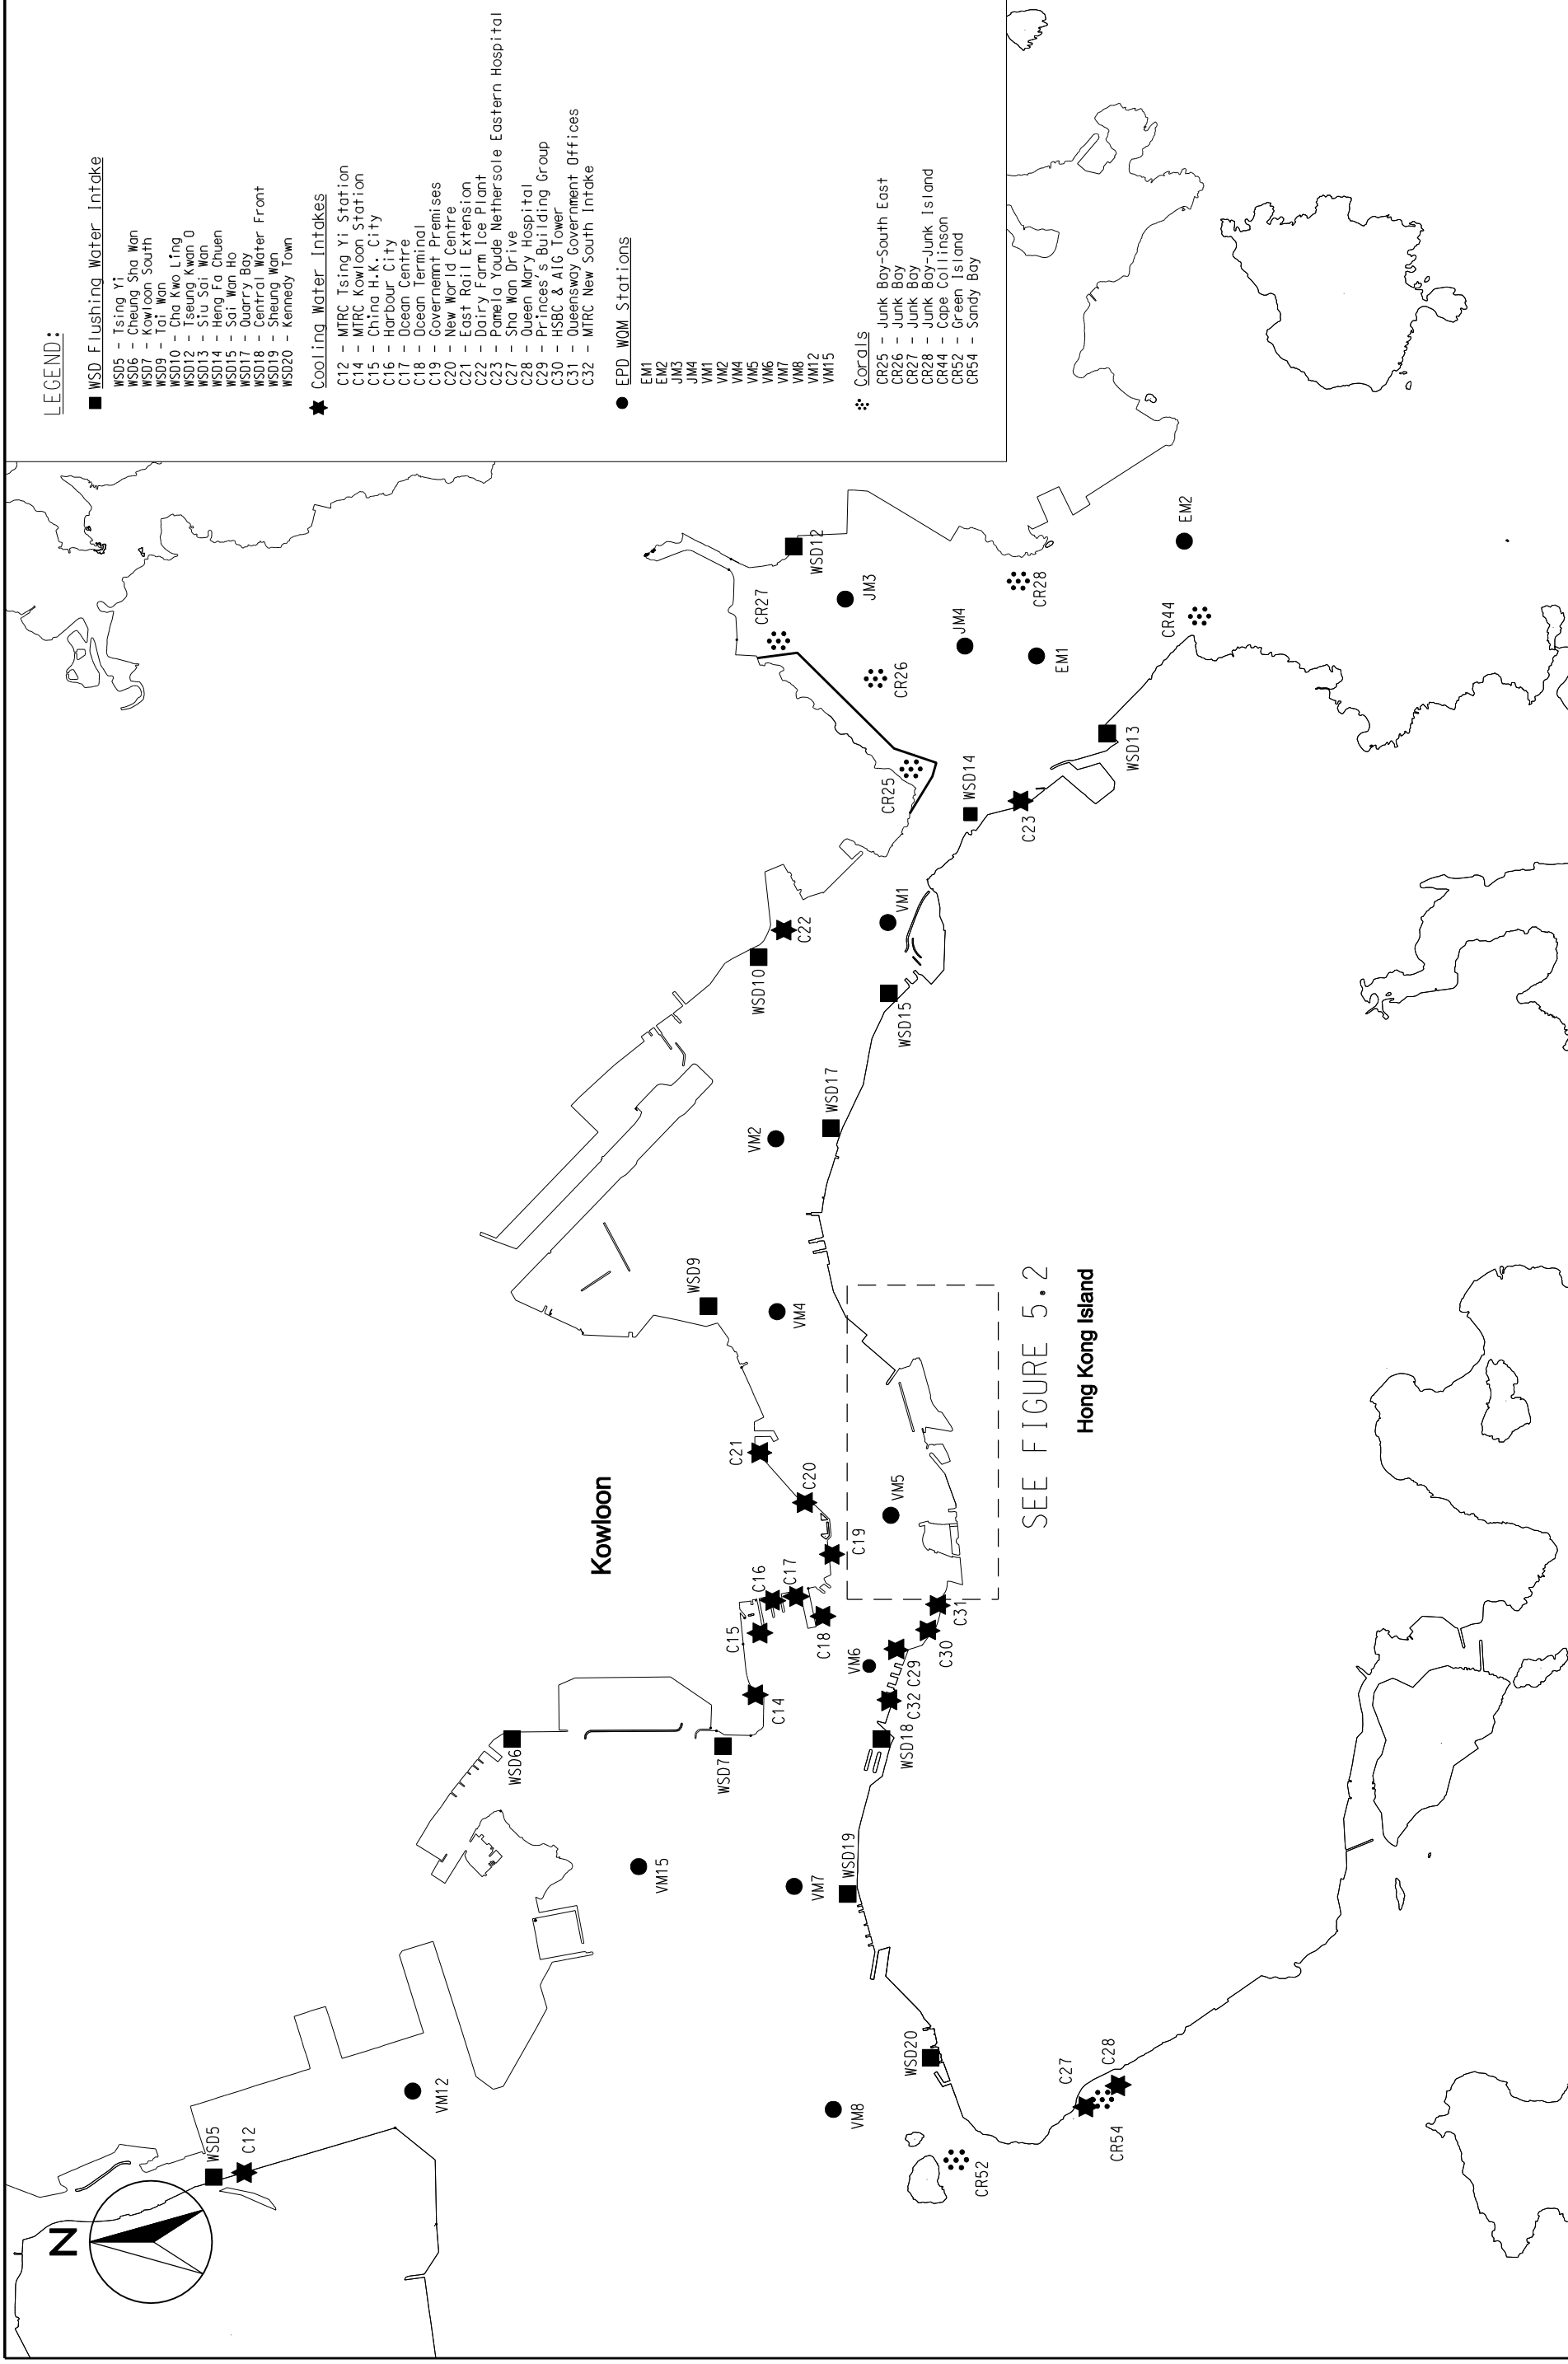 LEGEND:
WSD Flushing Water Intake
WSD5 - Tsing Yi
WSD6 - Cheung Sha Wan
WSD7 - Kowloon South
WSD9 - Tai Wan
WSD10 - Cha Kwo Ling
WSD12 - Tseung Kwan O
WSD13 - Siu Sai Wan
WSD14 - Heng Fa Chuen
WSD15 - Sai Wan Ho
WSD17 - Quarry Bay
WSD18 - Central Water Front
WSD19 - Sheung Wan
WSD20 - Kennedy Town
Cooling Water Intakes
C12 - MTRC Tsing Yi Station
C14 - MTRC Kowloon Station
C15 - China H.K. City
C16 - Harbour City
C17 - Ocean Centre
C18 - Ocean Terminal
C19 - Governemnt Premises
C20 - New World Centre
C21 - East Rail Extension
C22 - Dairy Farm Ice Plant
C23 - Pamela Youde Nethersole Eastern Hospital
C27 - Sha Wan Drive
C28 - Queen Mary Hospital
C29 - Princes's Building Group
C30 - HSBC & AIG Tower
C31 - Queensway Government Offices
C32 - MTRC New South Intake
EPD WQM Stations
EM1
EM2
JM3
JM4
VM1
VM2
VM4
VM5
VM6
VM7
VM8
VM12
VM15
Corals
CR25 - Junk Bay-South East
CR26 - Junk Bay
CR27 - Junk Bay
CR28 - Junk Bay-Junk Island
CR44 - Cape Collinson
CR52 - Green Island
CR54 - Sandy Bay
N
WSD5
C12
VM12
WSD6
VM15
WSD7
C14
C15
C16
C17
C18
C19
C20
C21
Kowloon
WSD9
VM4
VM2
WSD10
C22
CR27
WSD12
JM3
CR26
CR25
JM4
CR28
EM1
EM2
CR44
WSD14
C23
WSD13
VM1
WSD15
WSD17
VM5
VM6
C31
C30
C29
C32
WSD18
VM7
WSD19
VM8
WSD20
CR52
C27
C28
CR54
SEE FIGURE 5.2
Hong Kong Island